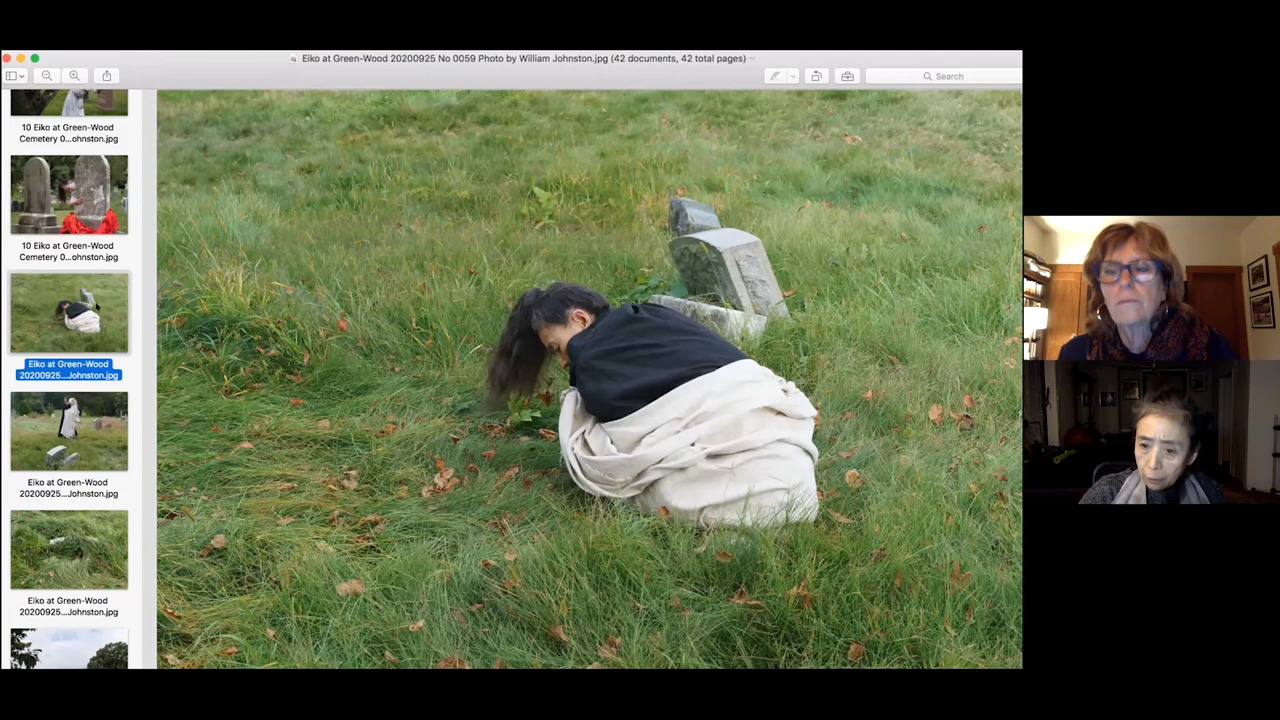 Eiko at Green-Wood 20200925 No 0059 Photo by William Johnston.jpg (42 documents, 42 total pages)
Search
10 Eiko at Green-Wood
Cemetery 0...ohnston.jpg
10 Eiko at Green-Wood
Cemetery 0...ohnston.jpg
Eiko at Green-Wood
20200925...Johnston.jpg
Eiko at Green-Wood
20200925...Johnston.jpg
Eiko at Green-Wood
20200925...Johnston.jpg